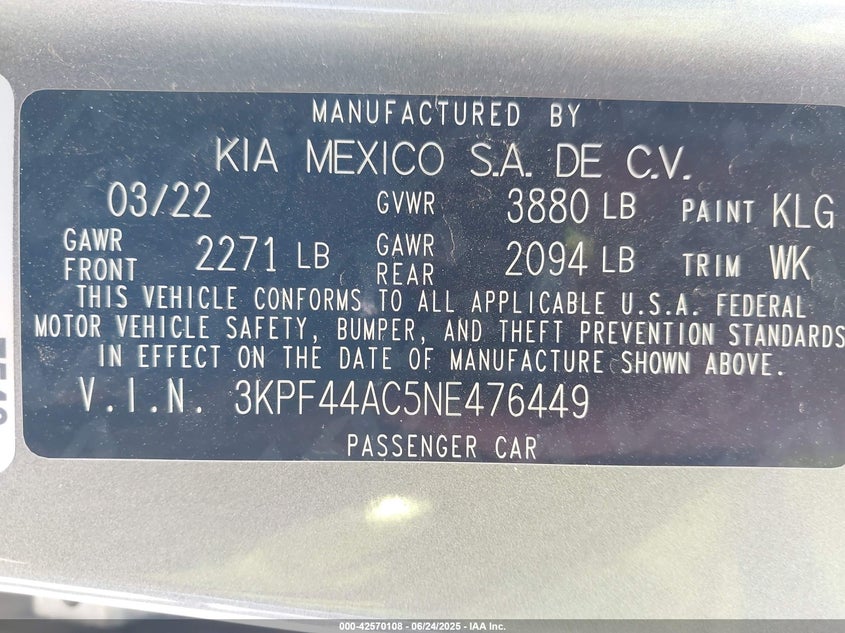 MANUFACTURED BY
KIA MEXICO S.A. DE C.V.
03/22 GVWR 3880 LB PAINT KLG
GAWR FRONT 2271 LB GAWR REAR 2094 LB TRIM WK
THIS VEHICLE CONFORMS TO ALL APPLICABLE U.S.A. FEDERAL
MOTOR VEHICLE SAFETY, BUMPER, AND THEFT PREVENTION STANDARDS
IN EFFECT ON THE DATE OF MANUFACTURE SHOWN ABOVE.
V.I.N. 3KPF44AC5NE476449
PASSENGER CAR
000-42570108 - 06/24/2025 - IAA Inc.